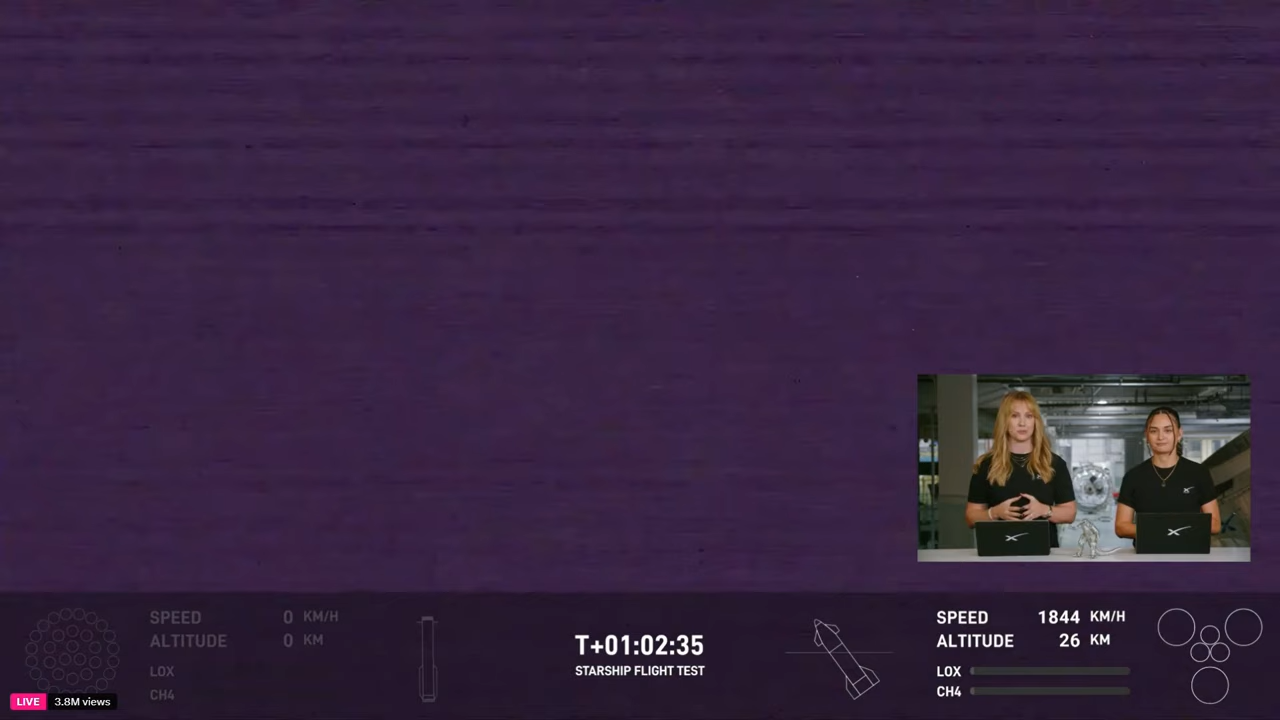 SPEED 0 KM/H
ALTITUDE 0 KM
LOX
CH4
LIVE 3.8M views
T+01:02:35
STARSHIP FLIGHT TEST
SPEED 1844 KM/H
ALTITUDE 26 KM
LOX
CH4